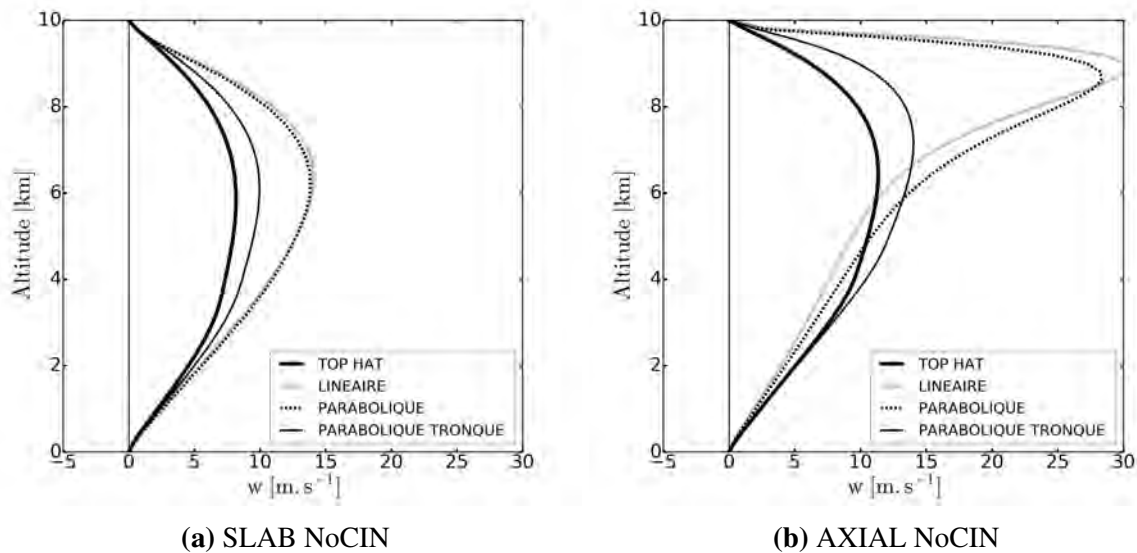 10
8
6
4
2
0
Altitude [km]
−5 0 5 10 15 20 25 30
w [m.s⁻¹]
TOP HAT
LINEAIRE
PARABOLIQUE
PARABOLIQUE TRONQUE
(a) SLAB NoCIN
10
8
6
4
2
0
Altitude [km]
−5 0 5 10 15 20 25 30
w [m.s⁻¹]
TOP HAT
LINEAIRE
PARABOLIQUE
PARABOLIQUE TRONQUE
(b) AXIAL NoCIN